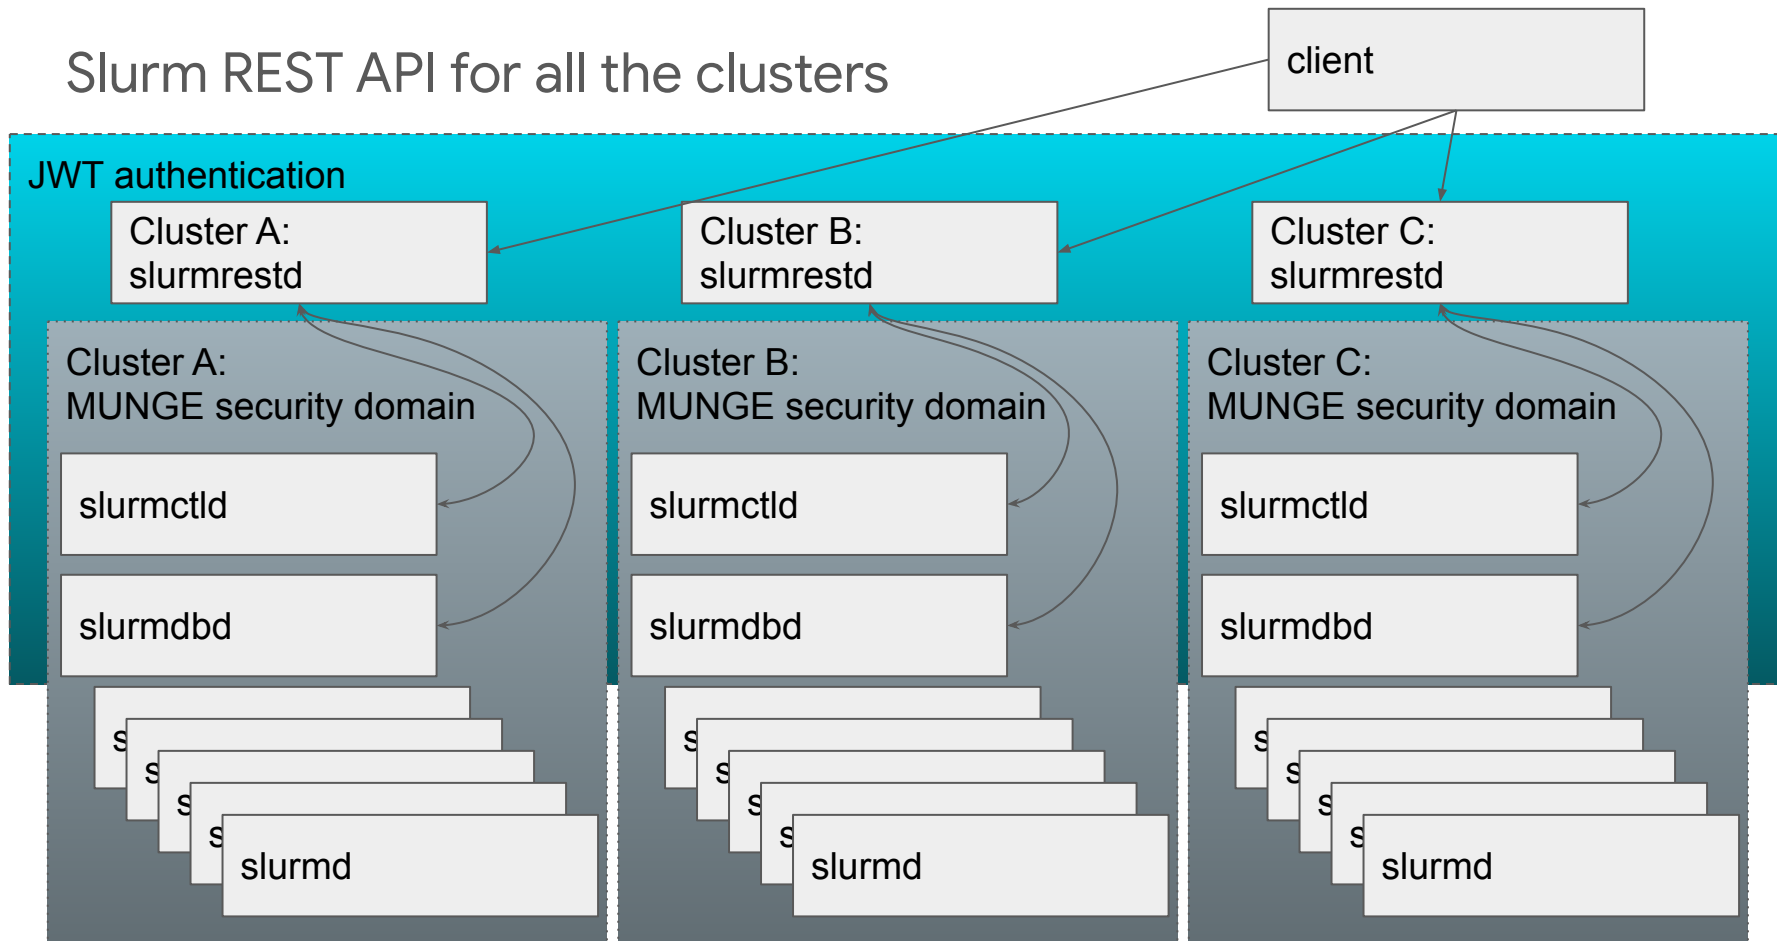 Slurm REST API for all the clusters
client
JWT authentication
Cluster A:
slurmrestd
Cluster B:
slurmrestd
Cluster C:
slurmrestd
Cluster A:
MUNGE security domain
Cluster B:
MUNGE security domain
Cluster C:
MUNGE security domain
slurmctld
slurmctld
slurmctld
slurmdbd
slurmdbd
slurmdbd
s
s
s
s
slurmd
s
s
s
s
slurmd
s
s
s
s
slurmd